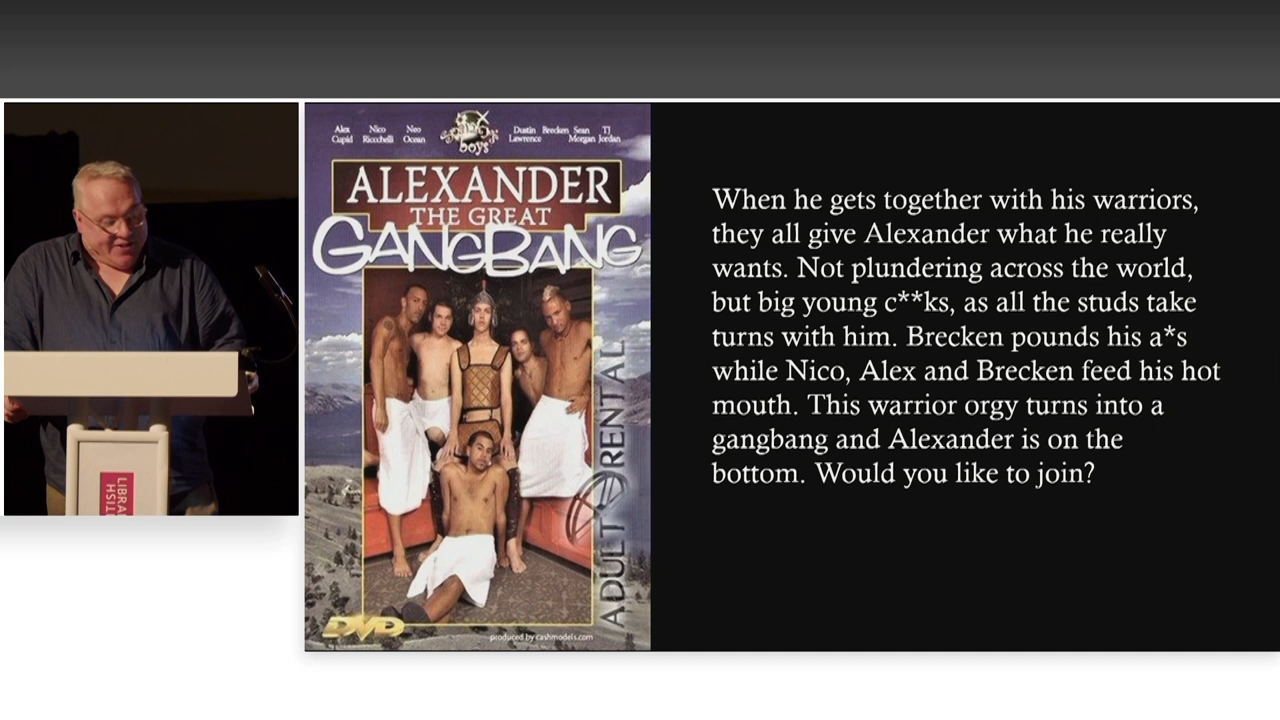 Alex Cupid
Nico Riccchelli
Neo Ocean
boys
Dustin Lawrence
Brecken
Sean Morgan
TJ Jordan
ALEXANDER
THE GREAT
GANGBANG
ADULT RENTAL
DVD
produced by cashmodels.com
When he gets together with his warriors,
they all give Alexander what he really
wants. Not plundering across the world,
but big young c**ks, as all the studs take
turns with him. Brecken pounds his a*s
while Nico, Alex and Brecken feed his hot
mouth. This warrior orgy turns into a
gangbang and Alexander is on the
bottom. Would you like to join?